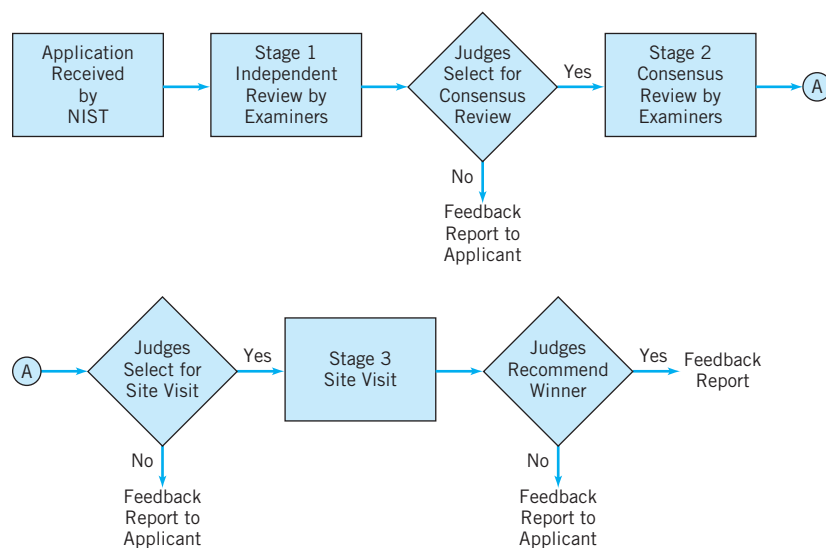 Application
Received
by
NIST
Stage 1
Independent
Review by
Examiners
Judges
Select for
Consensus
Review
Yes
Stage 2
Consensus
Review by
Examiners
A
No
Feedback
Report to
Applicant
A
Judges
Select for
Site Visit
Yes
Stage 3
Site Visit
Judges
Recommend
Winner
Yes
Feedback
Report
No
Feedback
Report to
Applicant
No
Feedback
Report to
Applicant